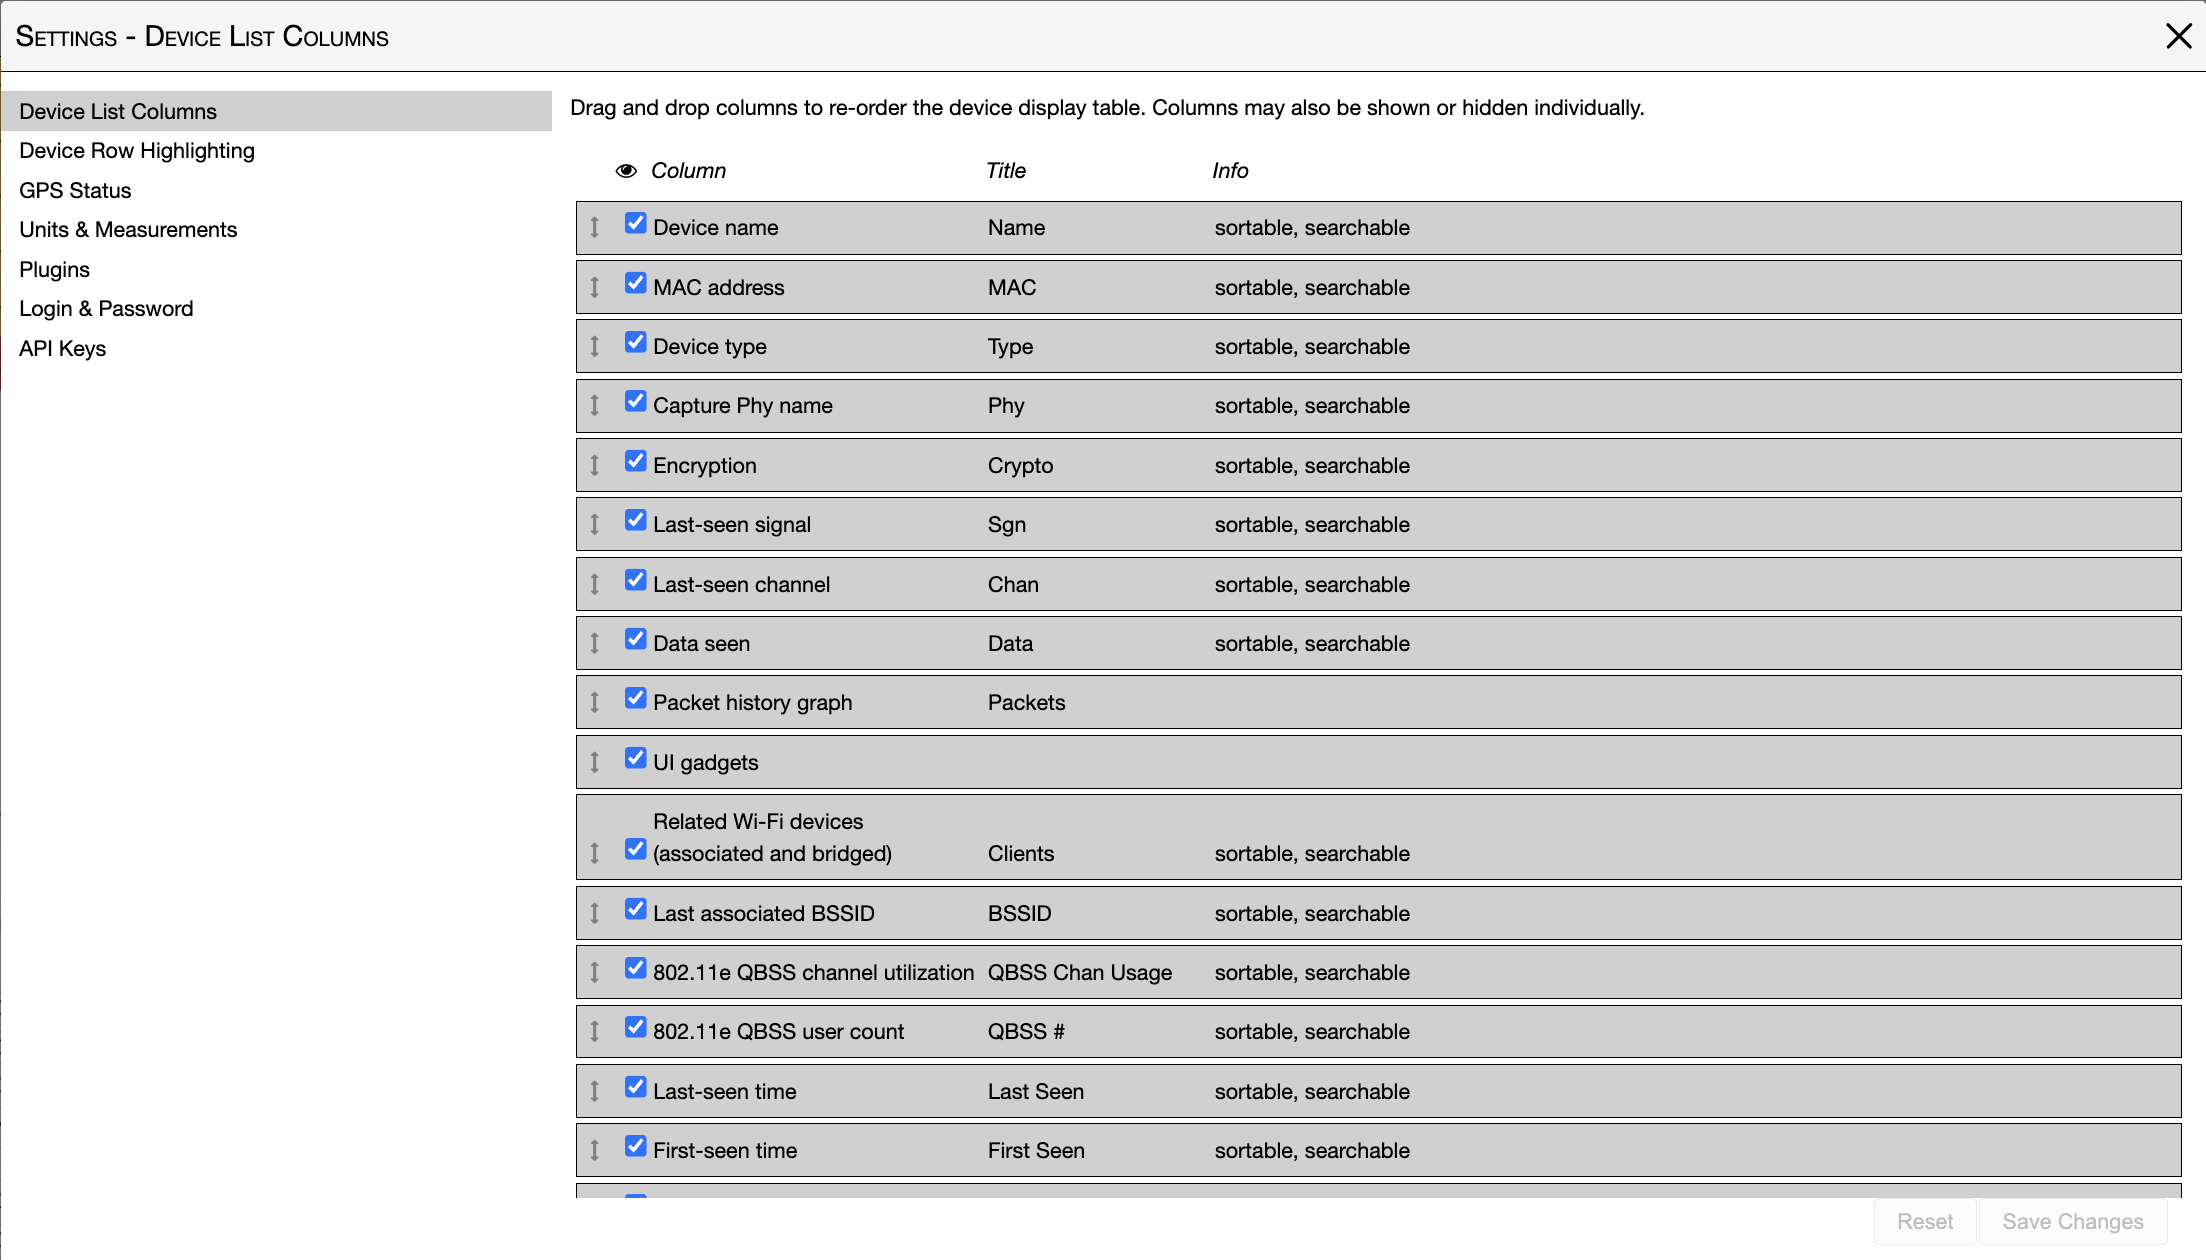 Settings - Device List Columns
Device List Columns
Device Row Highlighting
GPS Status
Units & Measurements
Plugins
Login & Password
API Keys
Drag and drop columns to re-order the device display table. Columns may also be shown or hidden individually.
Column Title Info
Device name Name sortable, searchable
MAC address MAC sortable, searchable
Device type Type sortable, searchable
Capture Phy name Phy sortable, searchable
Encryption Crypto sortable, searchable
Last-seen signal Sgn sortable, searchable
Last-seen channel Chan sortable, searchable
Data seen Data sortable, searchable
Packet history graph Packets
UI gadgets
Related Wi-Fi devices
(associated and bridged) Clients sortable, searchable
Last associated BSSID BSSID sortable, searchable
802.11e QBSS channel utilization QBSS Chan Usage sortable, searchable
802.11e QBSS user count QBSS # sortable, searchable
Last-seen time Last Seen sortable, searchable
First-seen time First Seen sortable, searchable
Reset Save Changes